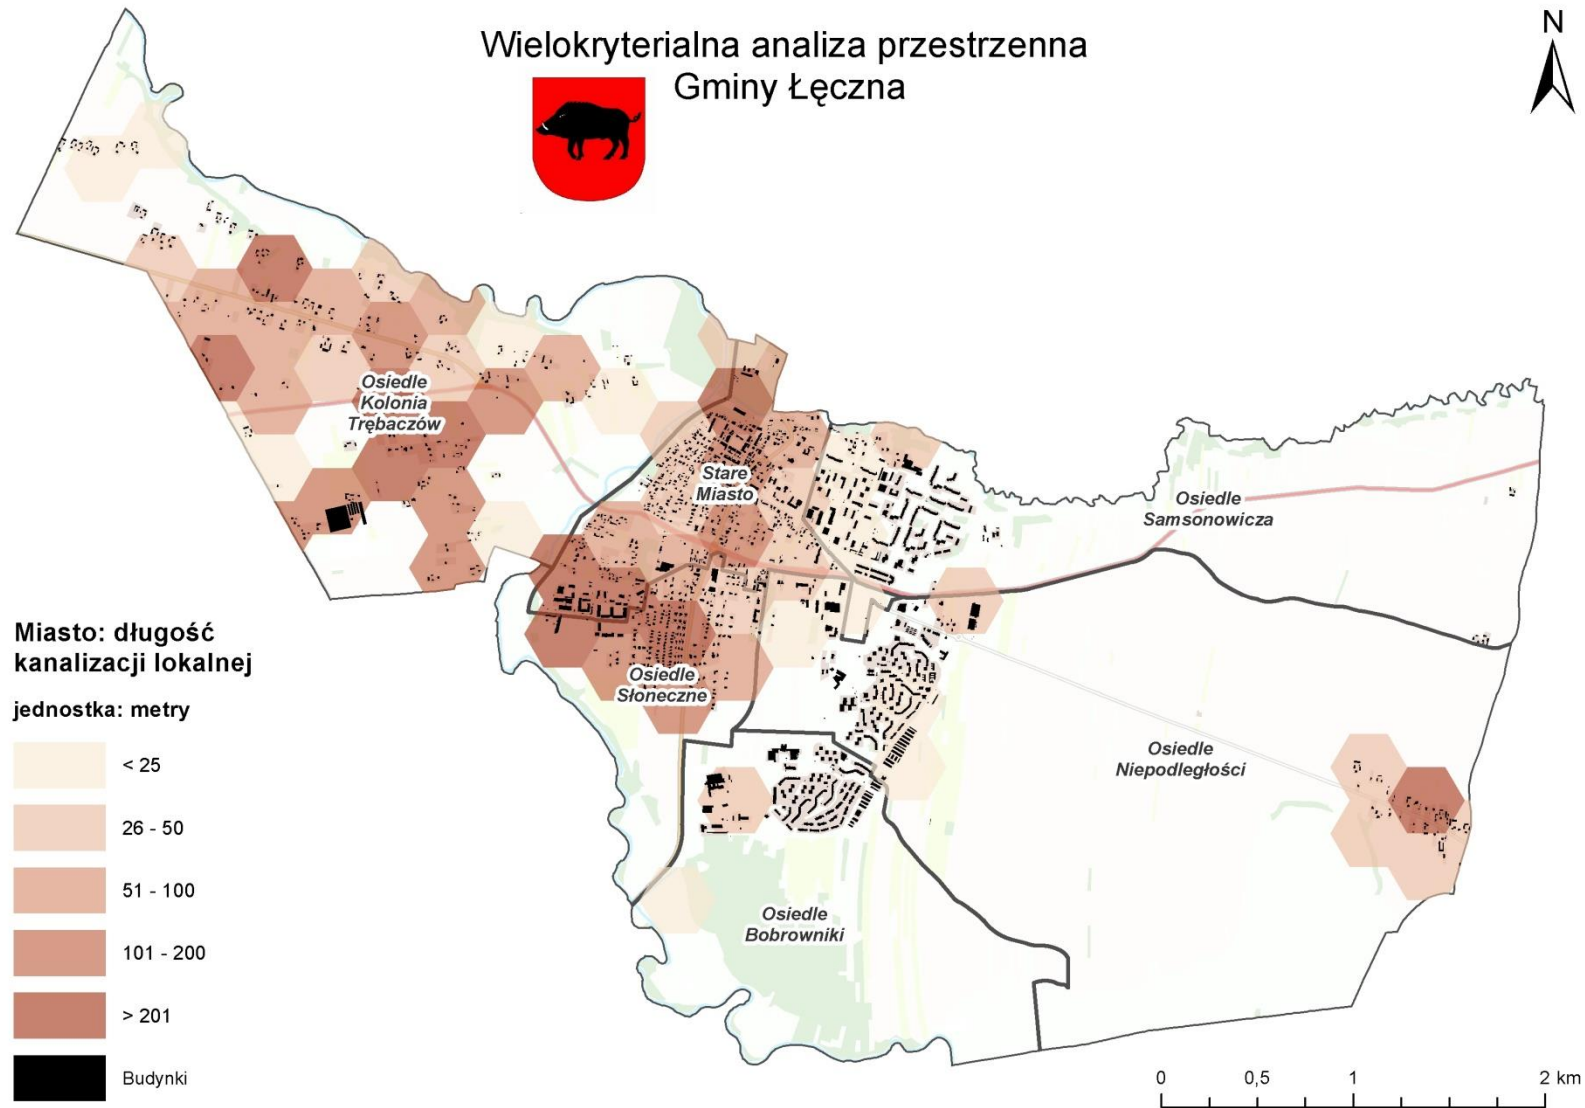 Wielokryterialna analiza przestrzenna
Gminy Łęczna
N
Osiedle
Kolonia
Trębaczów
Stare
Miasto
Osiedle
Samsonowicza
Osiedle
Słoneczne
Osiedle
Niepodległości
Osiedle
Bobrowniki
Miasto: długość
kanalizacji lokalnej
jednostka: metry
< 25
26 - 50
51 - 100
101 - 200
> 201
Budynki
0 0,5 1 2 km